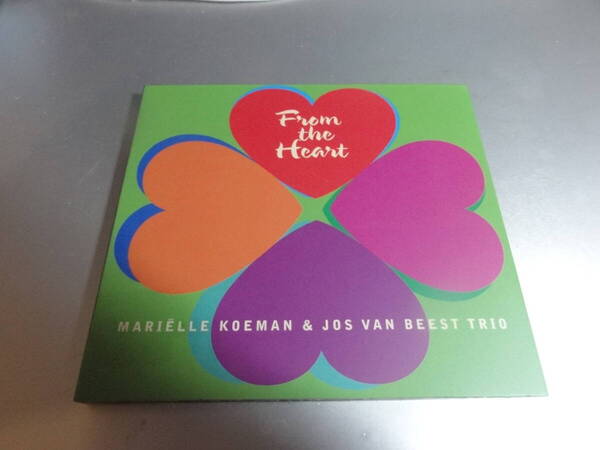 From
the
Heart
MARIËLLE KOEMAN & JOS VAN BEEST TRIO